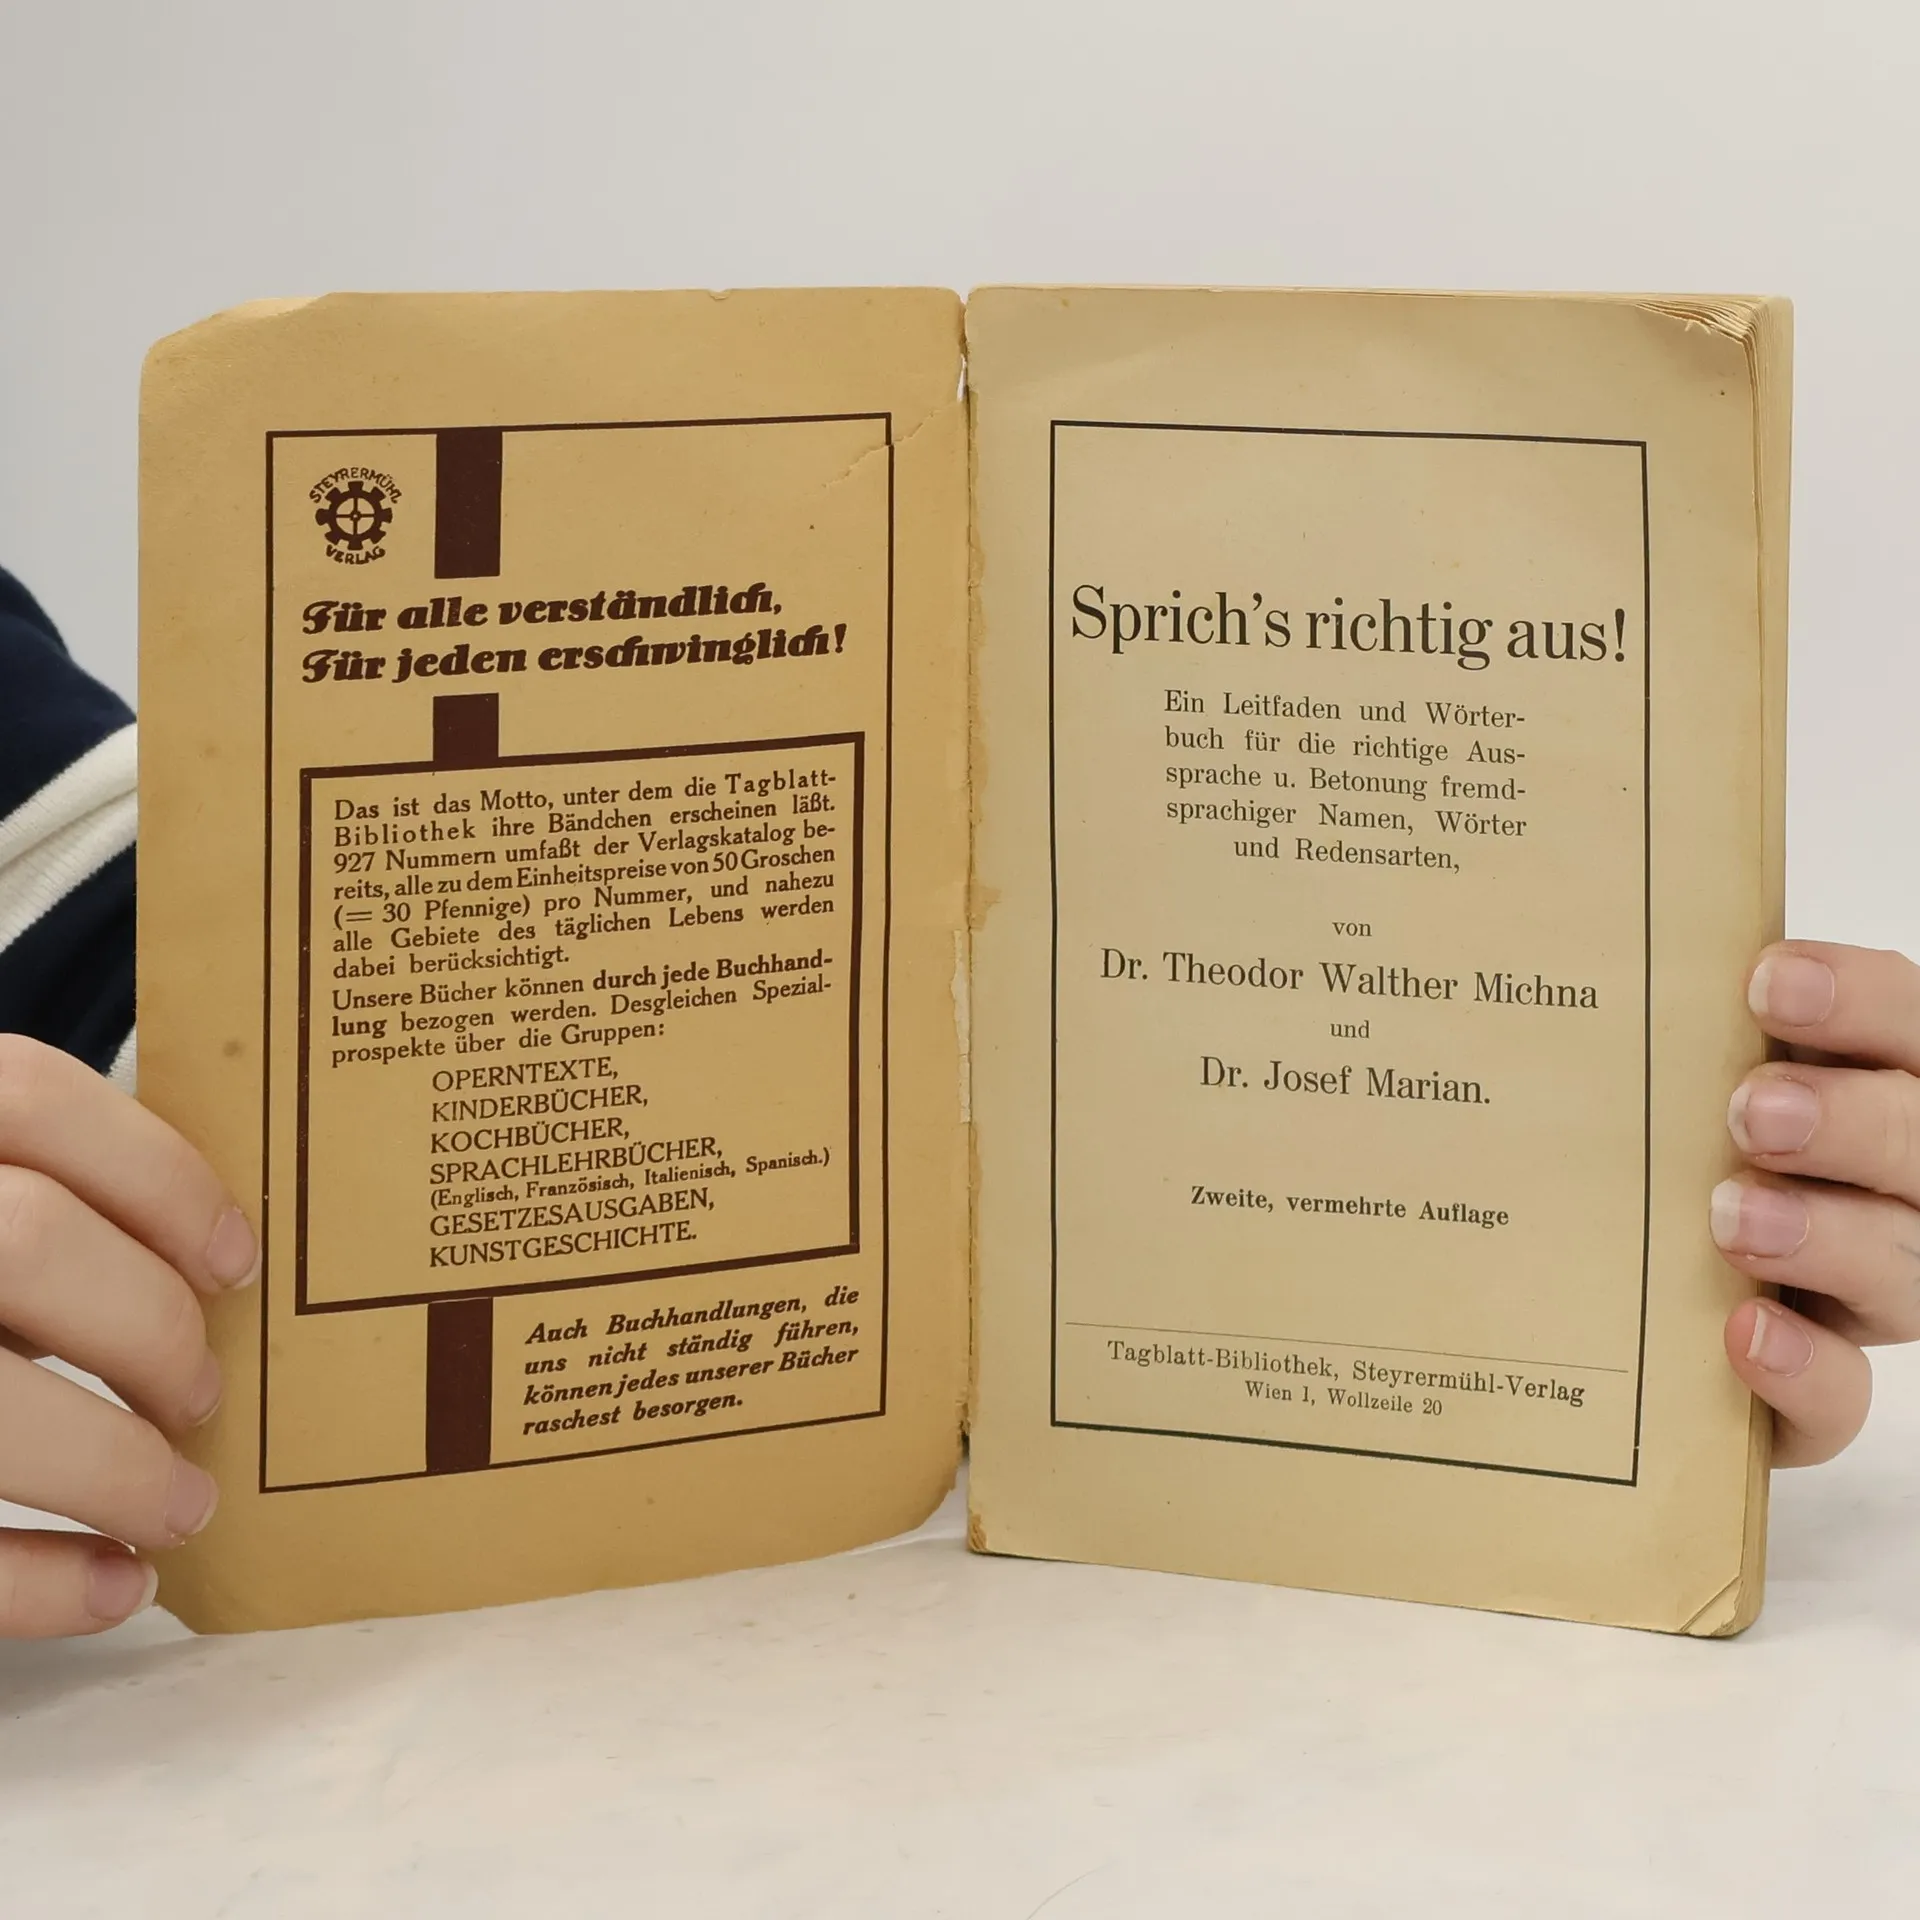 STEYRERMÜHL
VERLAG
Für alle verständlich,
Für jeden erschwinglich!
Das ist das Motto, unter dem die Tagblatt-
Bibliothek ihre Bändchen erscheinen läßt.
927 Nummern umfaßt der Verlagskatalog be-
reits, alle zu dem Einheitspreise von 50 Groschen
(= 30 Pfennige) pro Nummer, und nahezu
alle Gebiete des täglichen Lebens werden
dabei berücksichtigt.
Unsere Bücher können durch jede Buchhand-
lung bezogen werden. Desgleichen Spezial-
prospekte über die Gruppen:
OPERNTEXTE,
KINDERBÜCHER,
KOCHBÜCHER,
SPRACHLEHRBÜCHER,
(Englisch, Französisch, Italienisch, Spanisch.)
GESETZESAUSGABEN,
KUNSTGESCHICHTE.
Auch Buchhandlungen, die
uns nicht ständig führen,
können jedes unserer Bücher
raschest besorgen.
Sprich's richtig aus!
Ein Leitfaden und Wörter-
buch für die richtige Aus-
sprache u. Betonung fremd-
sprachiger Namen, Wörter
und Redensarten,
von
Dr. Theodor Walther Michna
und
Dr. Josef Marian.
Zweite, vermehrte Auflage
Tagblatt-Bibliothek, Steyrermühl-Verlag
Wien I, Wollzeile 20